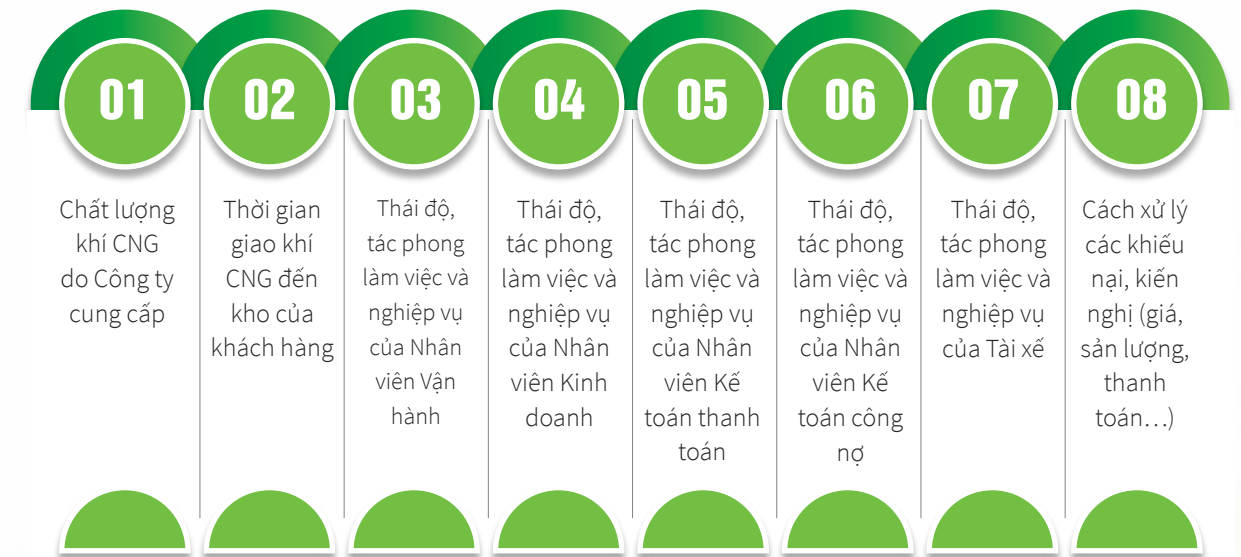 01
Chất lượng
khí CNG
do Công ty
cung cấp
02
Thời gian
giao khí
CNG đến
kho của
khách hàng
03
Thái độ,
tác phong
làm việc và
nghiệp vụ
của Nhân
viên Vận
hành
04
Thái độ,
tác phong
làm việc và
nghiệp vụ
của Nhân
viên Kinh
doanh
05
Thái độ,
tác phong
làm việc và
nghiệp vụ
của Nhân
viên Kế
toán thanh
toán
06
Thái độ,
tác phong
làm việc và
nghiệp vụ
của Nhân
viên Kế
toán công
nợ
07
Thái độ,
tác phong
làm việc và
nghiệp vụ
của Tài xế
08
Cách xử lý
các khiếu
nại, kiến
nghị (giá,
sản lượng,
thanh
toán…)